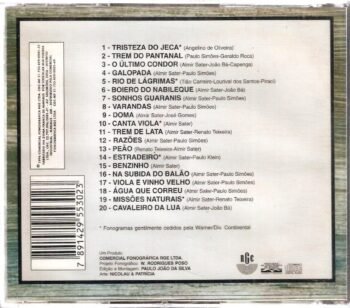 1 - TRISTEZA DO JECA* (Angelino de Oliveira)
2 - TREM DO PANTANAL (Paulo Simões-Geraldo Roca)
3 - O ÚLTIMO CONDOR (Almir Sater-João Bá-Capenga)
4 - GALOPADA (Almir Sater-Paulo Simões)
5 - RIO DE LÁGRIMAS* (Tião Carreiro-Lourival dos Santos-Piraci)
6 - BOIERO DO NABILEQUE (Almir Sater-João Bá)
7 - SONHOS GUARANIS (Almir Sater-Paulo Simões)
8 - VARANDAS (Almir Sater-Paulo Simões)
9 - DOMA (Almir Sater-José Gomes)
10 - CANTA VIOLA* (Almir Sater)
11 - TREM DE LATA (Almir Sater-Renato Teixeira)
12 - RAZÕES (Almir Sater-Paulo Simões)
13 - PEÃO (Renato Teixeira-Almir Sater)
14 - ESTRADEIRO* (Almir Sater-Paulo Klein)
15 - BENZINHO (Almir Sater)
16 - NA SUBIDA DO BALÃO (Almir Sater-Paulo Simões)
17 - VIOLA E VINHO VELHO (Almir Sater-Paulo Simões)
18 - ÁGUA QUE CORREU (Almir Sater-Paulo Simões)
19 - MISSÕES NATURAIS* (Almir Sater-Renato Teixeira)
20 - CAVALEIRO DA LUA (Almir Sater-João Bá)
* Fonogramas gentilmente cedidos pela Warner/Dis. Continental
Um Produto:
COMERCIAL FONOGRÁFICA RGE LTDA.
Projeto Fonográfico: W. RODRIGUES POSO
Edição e Montagem: PAULO JOÃO DA SILVA
Arte: NICOLAU & PATRÍCIA
RGE
7 891429 553023